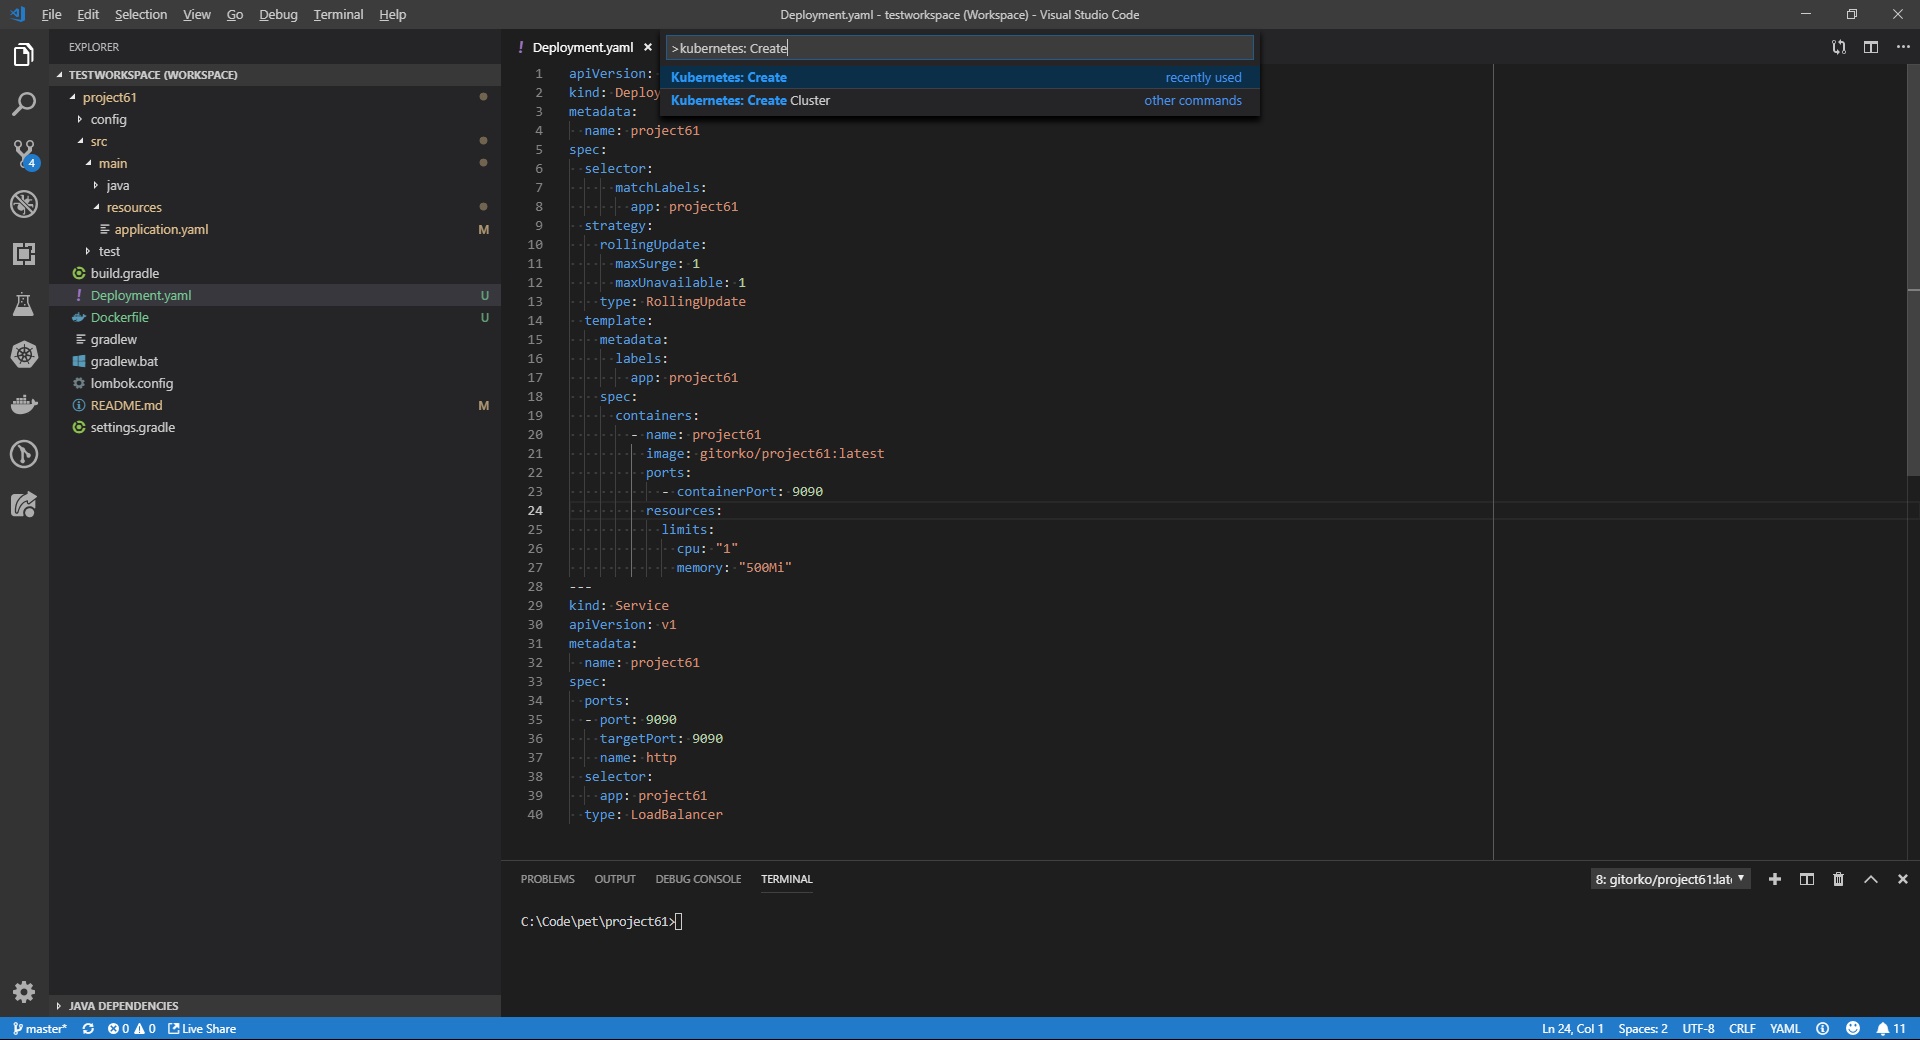 File Edit Selection View Go Debug Terminal Help
Deployment.yaml - testworkspace (Workspace) - Visual Studio Code
EXPLORER
TESTWORKSPACE (WORKSPACE)
project61
config
src
main
java
resources
application.yaml M
test
build.gradle
! Deployment.yaml U
Dockerfile U
gradlew
gradlew.bat
lombok.config
README.md M
settings.gradle
JAVA DEPENDENCIES
4
! Deployment.yaml
>kubernetes: Create
Kubernetes: Create recently used
Kubernetes: Create Cluster other commands
1 apiVersion:
2 kind: Deploy
3 metadata:
4 name: project61
5 spec:
6 selector:
7 matchLabels:
8 app: project61
9 strategy:
10 rollingUpdate:
11 maxSurge: 1
12 maxUnavailable: 1
13 type: RollingUpdate
14 template:
15 metadata:
16 labels:
17 app: project61
18 spec:
19 containers:
20 - name: project61
21 image: gitorko/project61:latest
22 ports:
23 - containerPort: 9090
24 resources:
25 limits:
26 cpu: "1"
27 memory: "500Mi"
28 ---
29 kind: Service
30 apiVersion: v1
31 metadata:
32 name: project61
33 spec:
34 ports:
35 - port: 9090
36 targetPort: 9090
37 name: http
38 selector:
39 app: project61
40 type: LoadBalancer
PROBLEMS OUTPUT DEBUG CONSOLE TERMINAL
8: gitorko/project61:lat
C:\Code\pet\project61>
master* 0 0 Live Share
Ln 24, Col 1 Spaces: 2 UTF-8 CRLF YAML 11